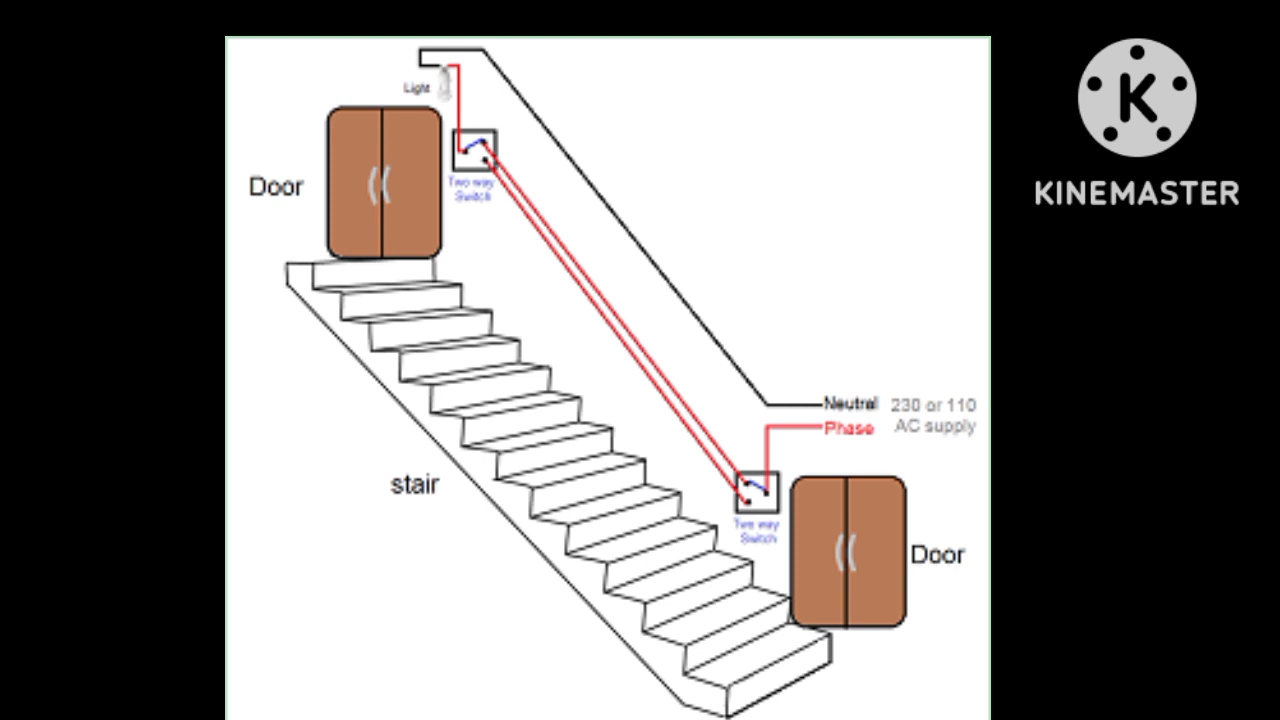 Light
Door
Two way
Switch
Neutral
230 or 110
Phase
AC supply
stair
Two way
Switch
Door
K
KINEMASTER